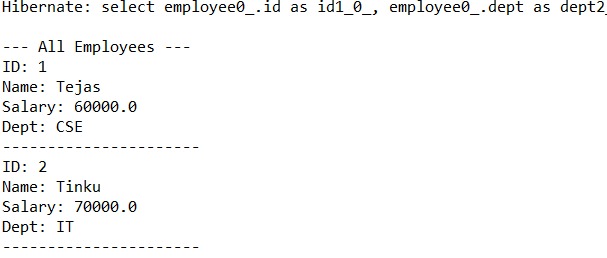 Hibernate: select employee0_.id as id1_0_, employee0_.dept as dept2_
--- All Employees ---
ID: 1
Name: Tejas
Salary: 60000.0
Dept: CSE
----------------------
ID: 2
Name: Tinku
Salary: 70000.0
Dept: IT
----------------------